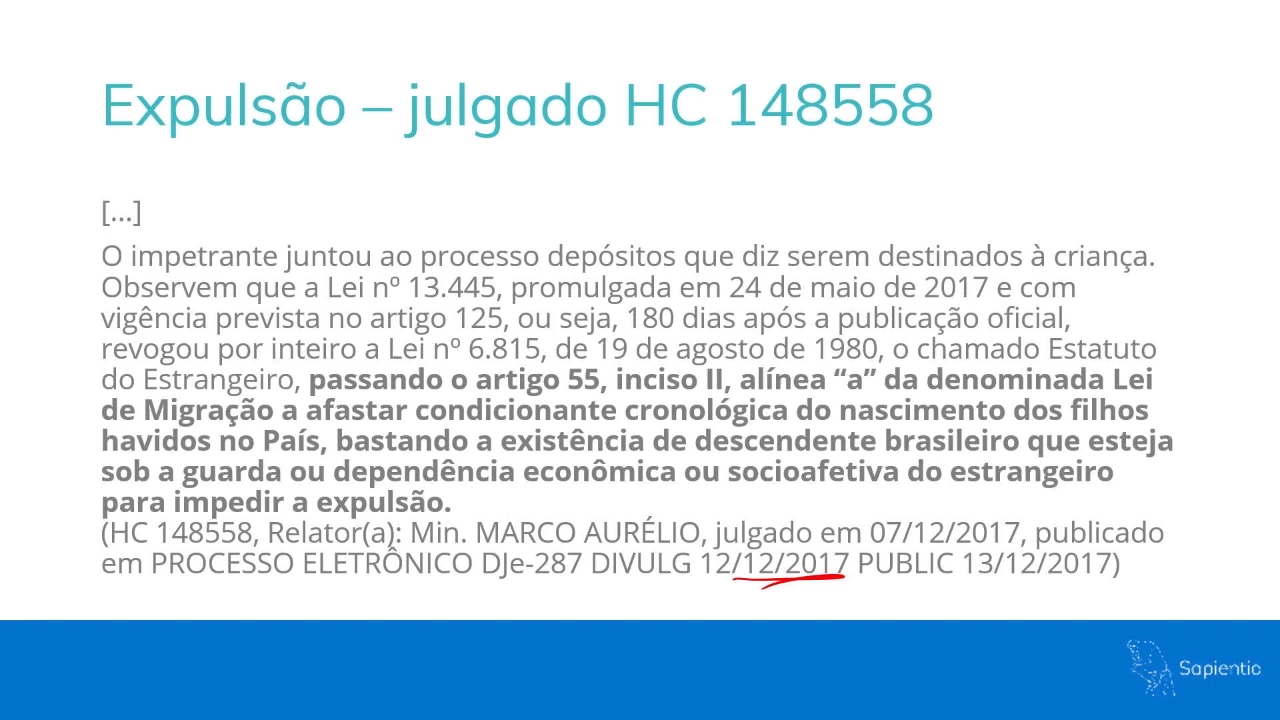 Expulsão – julgado HC 148558
[...]
O impetrante juntou ao processo depósitos que diz serem destinados à criança.
Observem que a Lei nº 13.445, promulgada em 24 de maio de 2017 e com
vigência prevista no artigo 125, ou seja, 180 dias após a publicação oficial,
revogou por inteiro a Lei nº 6.815, de 19 de agosto de 1980, o chamado Estatuto
do Estrangeiro, passando o artigo 55, inciso II, alínea “a” da denominada Lei
de Migração a afastar condicionante cronológica do nascimento dos filhos
havidos no País, bastando a existência de descendente brasileiro que esteja
sob a guarda ou dependência econômica ou socioafetiva do estrangeiro
para impedir a expulsão.
(HC 148558, Relator(a): Min. MARCO AURÉLIO, julgado em 07/12/2017, publicado
em PROCESSO ELETRÔNICO DJe-287 DIVULG 12/12/2017 PUBLIC 13/12/2017)
Sapientia